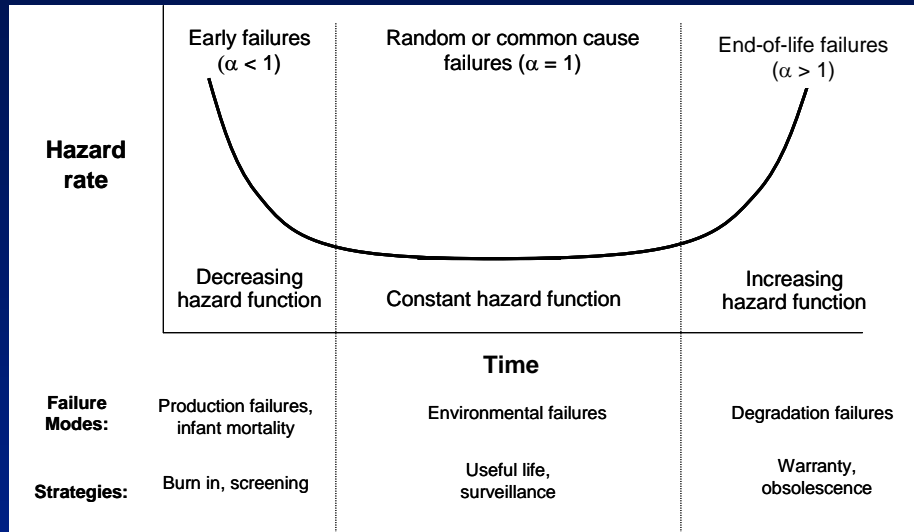 Early failures
(α < 1)
Random or common cause
failures (α = 1)
End-of-life failures
(α > 1)
Hazard
rate
Decreasing
hazard function
Constant hazard function
Increasing
hazard function
Time
Failure
Modes:
Production failures,
infant mortality
Environmental failures
Degradation failures
Strategies:
Burn in, screening
Useful life,
surveillance
Warranty,
obsolescence